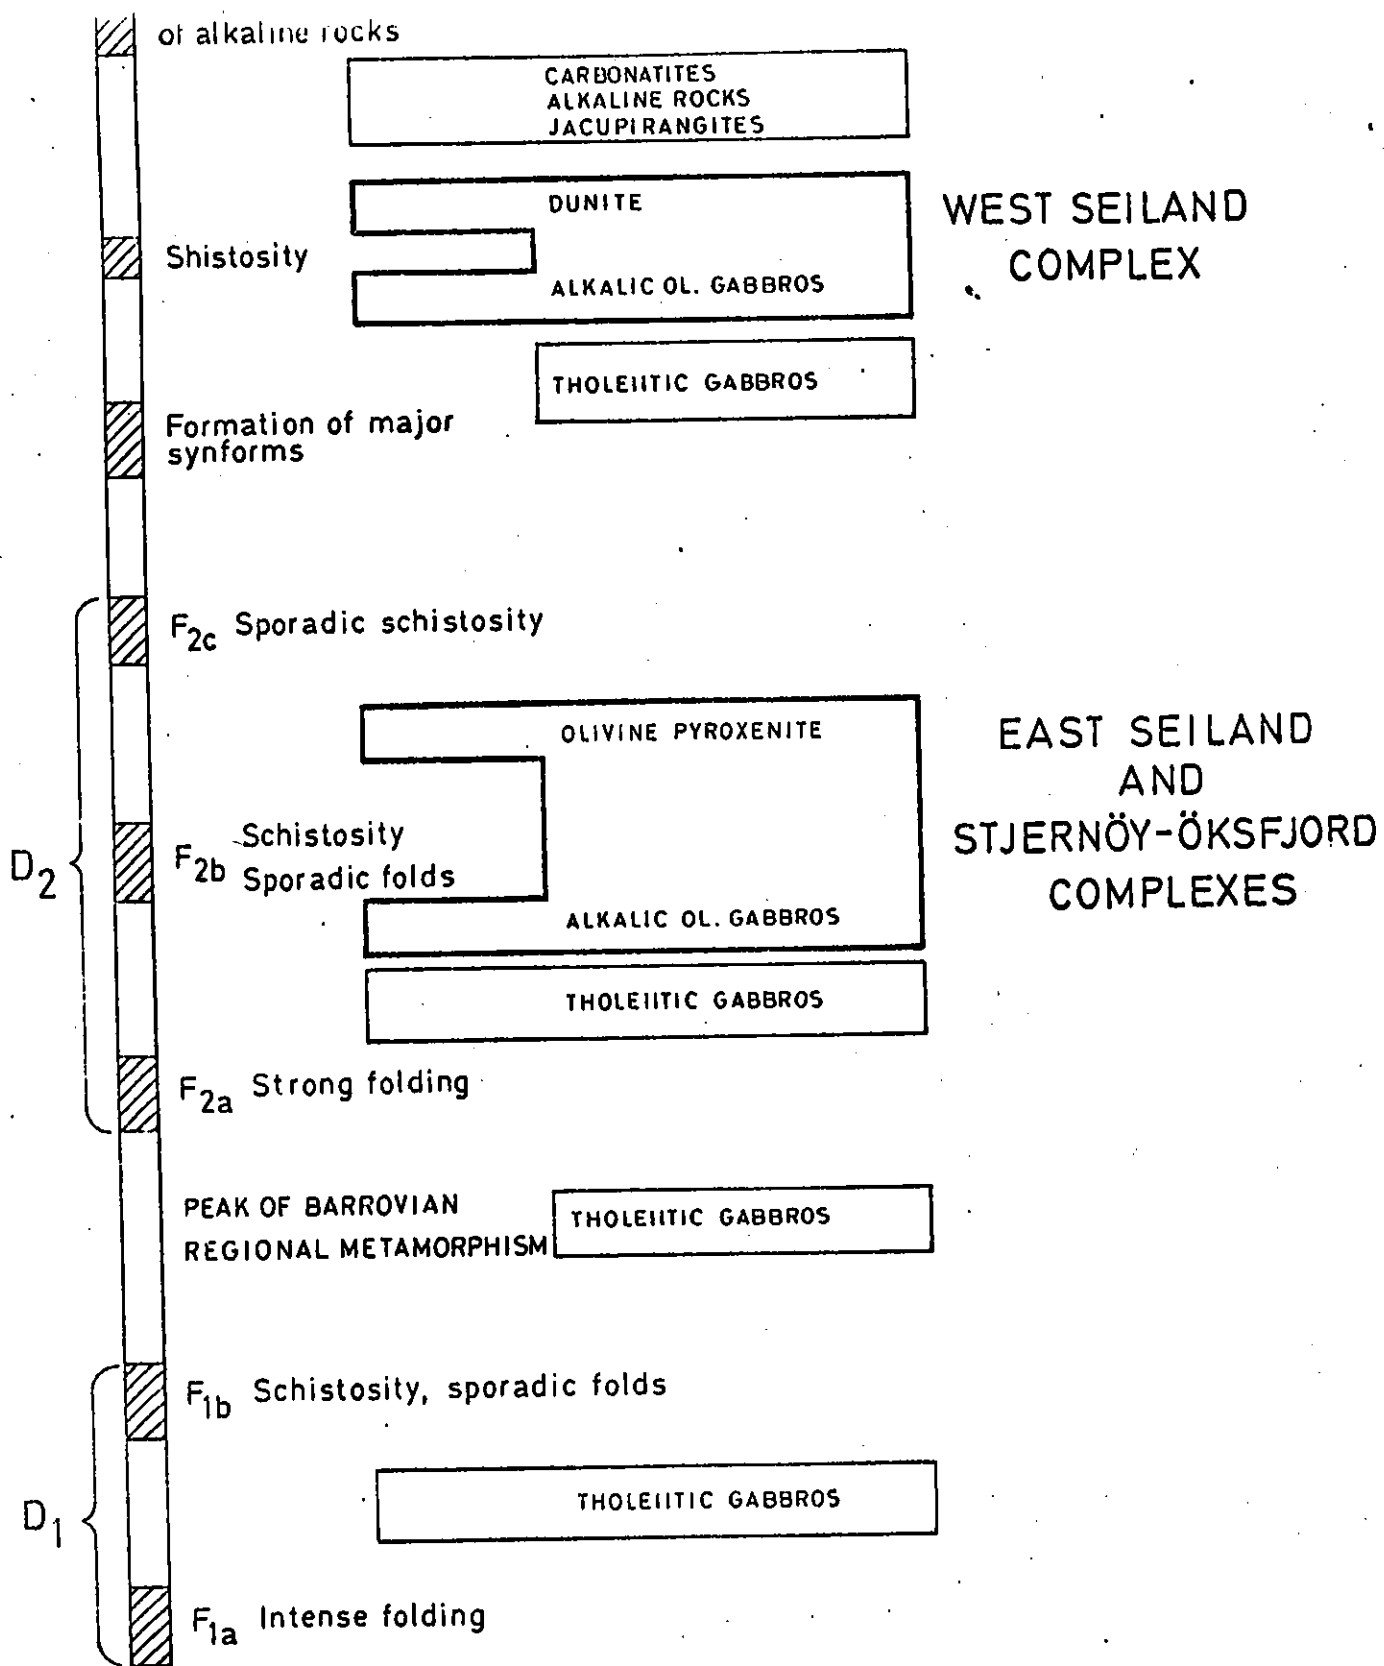 of alkaline rocks
CARBONATITES
ALKALINE ROCKS
JACUPIRANGITES
DUNITE
WEST SEILAND
COMPLEX
Shistosity
ALKALIC OL. GABBROS
THOLEIITIC GABBROS
Formation of major
synforms
F2c Sporadic schistosity
OLIVINE PYROXENITE
EAST SEILAND
AND
STJERNÖY-ÖKSFJORD
COMPLEXES
D2
F2b Schistosity
Sporadic folds
ALKALIC OL. GABBROS
THOLEIITIC GABBROS
F2a Strong folding
PEAK OF BARROVIAN
REGIONAL METAMORPHISM
THOLEIITIC GABBROS
F1b Schistosity, sporadic folds
THOLEIITIC GABBROS
D1
F1a Intense folding